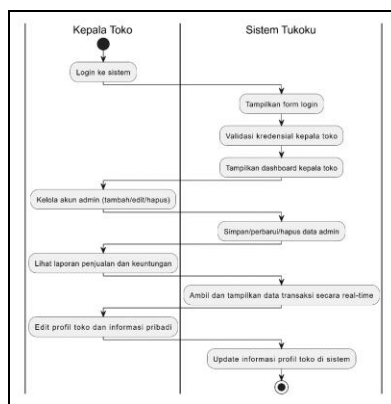 Kepala Toko
Sistem Tukoku
Login ke sistem
Tampilkan form login
Validasi kredensial kepala toko
Tampilkan dashboard kepala toko
Kelola akun admin (tambah/edit/hapus)
Simpan/perbarui/hapus data admin
Lihat laporan penjualan dan keuntungan
Ambil dan tampilkan data transaksi secara real-time
Edit profil toko dan informasi pribadi
Update informasi profil toko di sistem